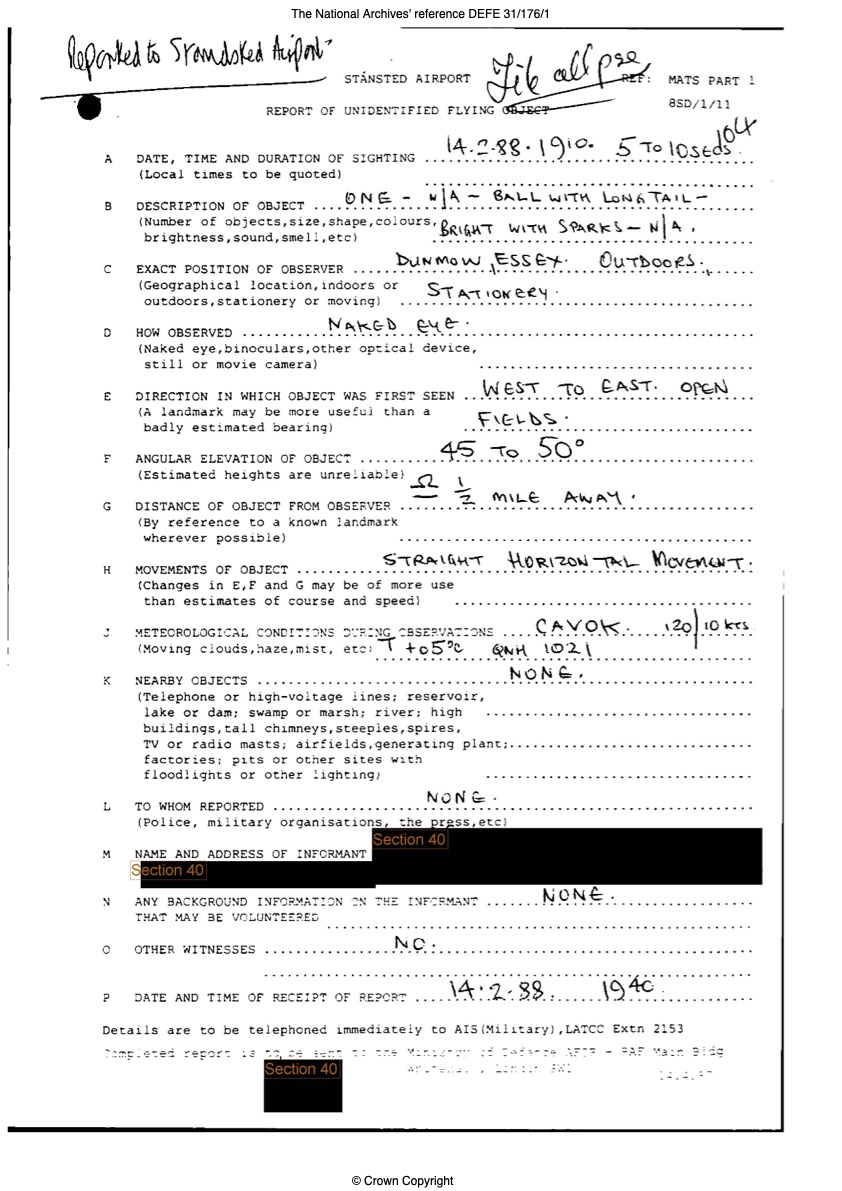 The National Archives' reference DEFE 31/176/1
Reported to Standsted Airport-
STANSTED AIRPORT
REF: MATS PART 1
8SD/1/11
REPORT OF UNIDENTIFIED FLYING OBJECT
104
A DATE, TIME AND DURATION OF SIGHTING 14.2.88. 1910. 5 TO 10 SECS
(Local times to be quoted)
B DESCRIPTION OF OBJECT ONE - N/A - BALL WITH LONG TAIL -
(Number of objects,size,shape,colours, BRIGHT WITH SPARKS - N/A.
brightness,sound,smell,etc)
C EXACT POSITION OF OBSERVER DUNMOW, ESSEX. OUTDOORS.,
(Geographical location,indoors or
outdoors,stationery or moving) STATIONERY.
D HOW OBSERVED NAKED EYE.
(Naked eye,binoculars,other optical device,
still or movie camera)
E DIRECTION IN WHICH OBJECT WAS FIRST SEEN WEST TO EAST. OPEN
(A landmark may be more useful than a
badly estimated bearing) FIELDS.
F ANGULAR ELEVATION OF OBJECT 45 TO 50°
(Estimated heights are unreliable)
G DISTANCE OF OBJECT FROM OBSERVER ½ MILE AWAY.
(By reference to a known landmark
wherever possible)
H MOVEMENTS OF OBJECT STRAIGHT HORIZONTAL MOVEMENT.
(Changes in E,F and G may be of more use
than estimates of course and speed)
J METEOROLOGICAL CONDITIONS DURING OBSERVATIONS CAVOK. 120/10 KTS
(Moving clouds,haze,mist, etc) T +05°C QNH 1021
K NEARBY OBJECTS NONE.
(Telephone or high-voltage lines; reservoir,
lake or dam; swamp or marsh; river; high
buildings,tall chimneys,steeples,spires,
TV or radio masts; airfields,generating plant;
factories; pits or other sites with
floodlights or other lighting)
L TO WHOM REPORTED NONE.
(Police, military organisations, the press,etc)
Section 40
M NAME AND ADDRESS OF INFORMANT
Section 40
N ANY BACKGROUND INFORMATION ON THE INFORMANT NONE.
THAT MAY BE VOLUNTEERED
O OTHER WITNESSES NO.
P DATE AND TIME OF RECEIPT OF REPORT 14.2.88. 1940.
Details are to be telephoned immediately to AIS(Military),LATCC Extn 2153
Completed report is to be sent to the Ministry of Defence AFOR - RAF Main Bldg
Whitehall, London SW1
Section 40
© Crown Copyright